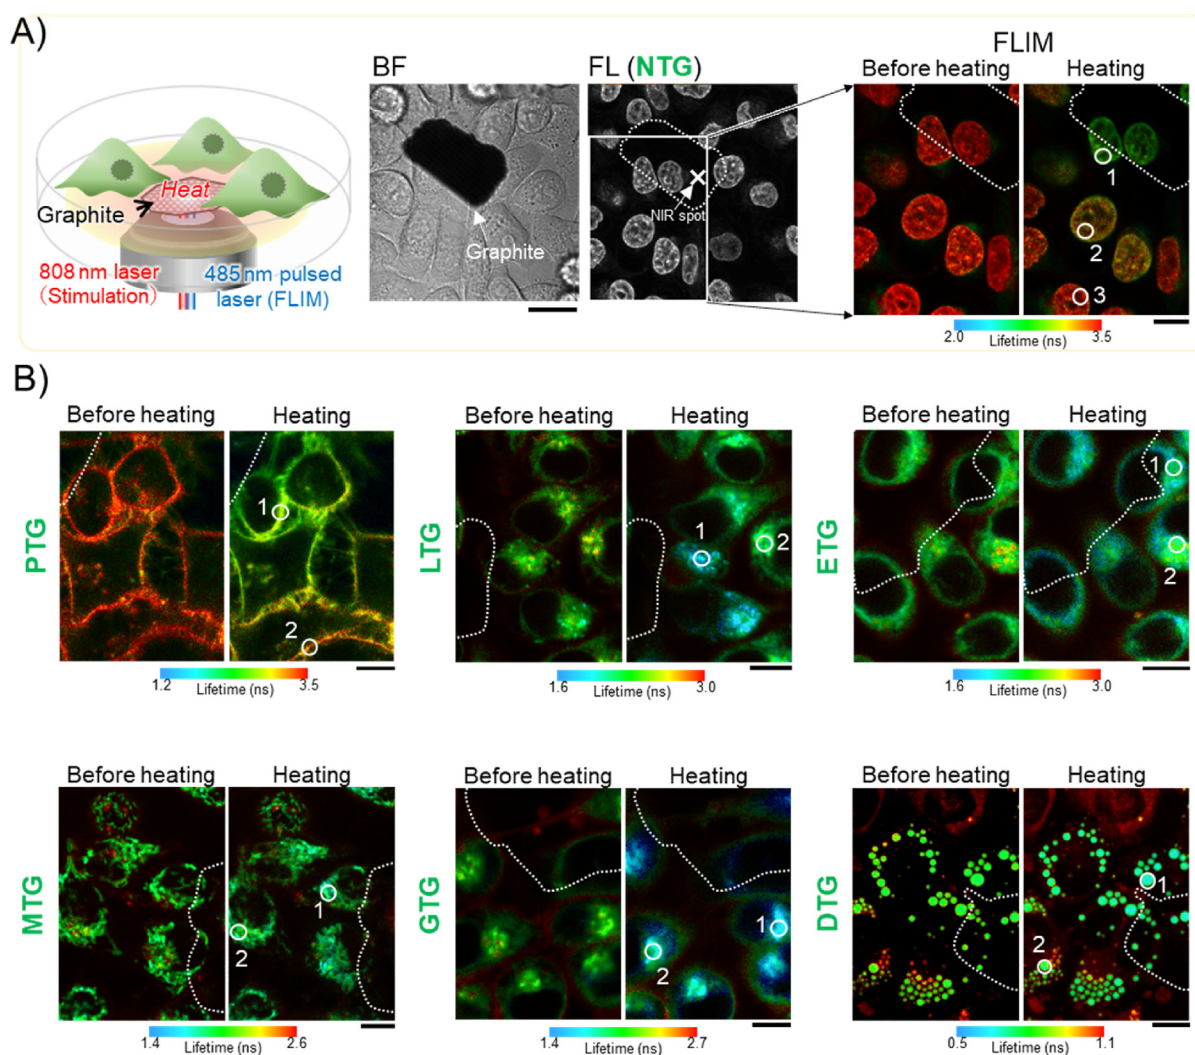 A)
Heat
Graphite
808 nm laser
(Stimulation)
485 nm pulsed
laser (FLIM)
BF
Graphite
FL (NTG)
NIR spot
FLIM
Before heating
Heating
1
2
3
2.0
3.5
Lifetime (ns)
B)
PTG
Before heating
Heating
1
2
1.2
3.5
Lifetime (ns)
LTG
Before heating
Heating
1
2
1.6
3.0
Lifetime (ns)
ETG
Before heating
Heating
1
2
1.6
3.0
Lifetime (ns)
MTG
Before heating
Heating
1
2
1.4
2.6
Lifetime (ns)
GTG
Before heating
Heating
1
2
1.4
2.7
Lifetime (ns)
DTG
Before heating
Heating
1
2
0.5
1.1
Lifetime (ns)